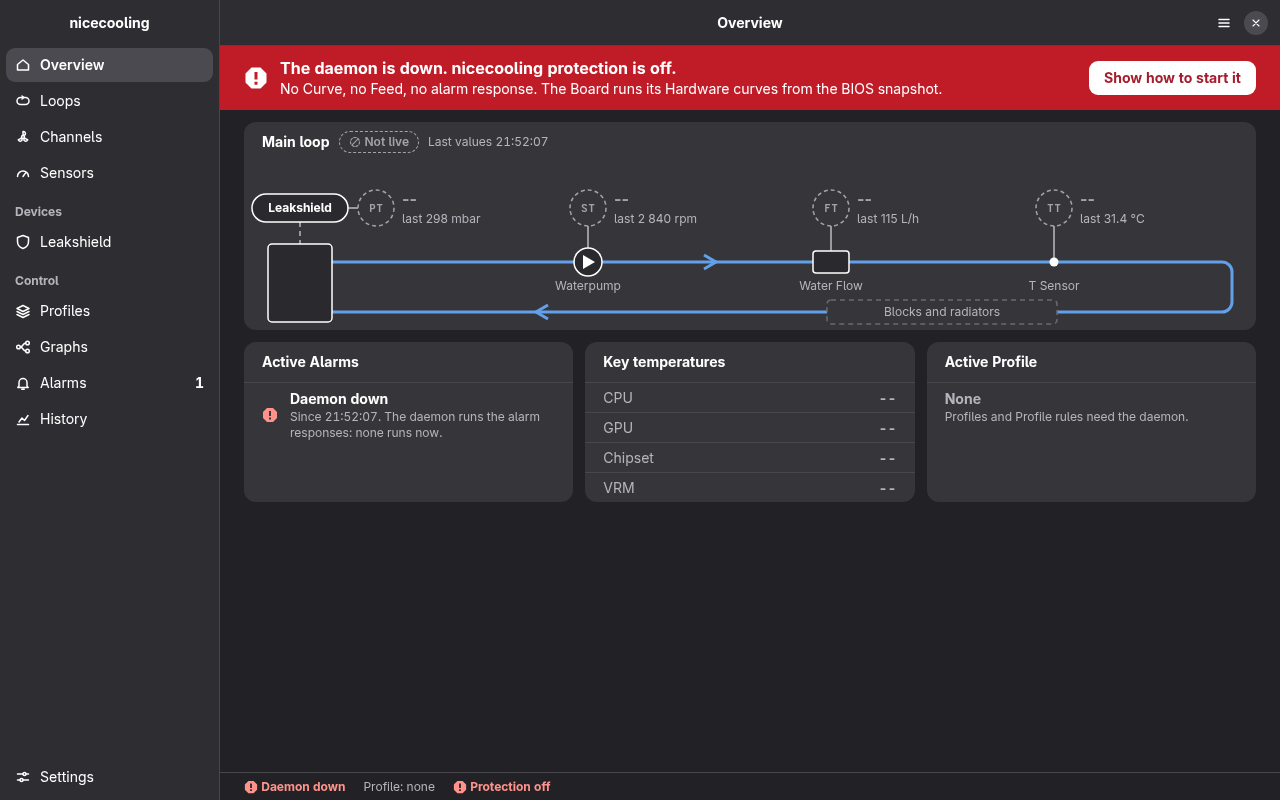 nicecooling
Overview
Overview
Loops
Channels
Sensors
Devices
Leakshield
Control
Profiles
Graphs
Alarms 1
History
Settings
The daemon is down. nicecooling protection is off.
No Curve, no Feed, no alarm response. The Board runs its Hardware curves from the BIOS snapshot.
Show how to start it
Main loop
Not live
Last values 21:52:07
Leakshield
PT
--
last 298 mbar
ST
--
last 2 840 rpm
FT
--
last 115 L/h
TT
--
last 31.4 °C
Waterpump
Water Flow
T Sensor
Blocks and radiators
Active Alarms
Daemon down
Since 21:52:07. The daemon runs the alarm
responses: none runs now.
Key temperatures
CPU --
GPU --
Chipset --
VRM --
Active Profile
None
Profiles and Profile rules need the daemon.
Daemon down
Profile: none
Protection off